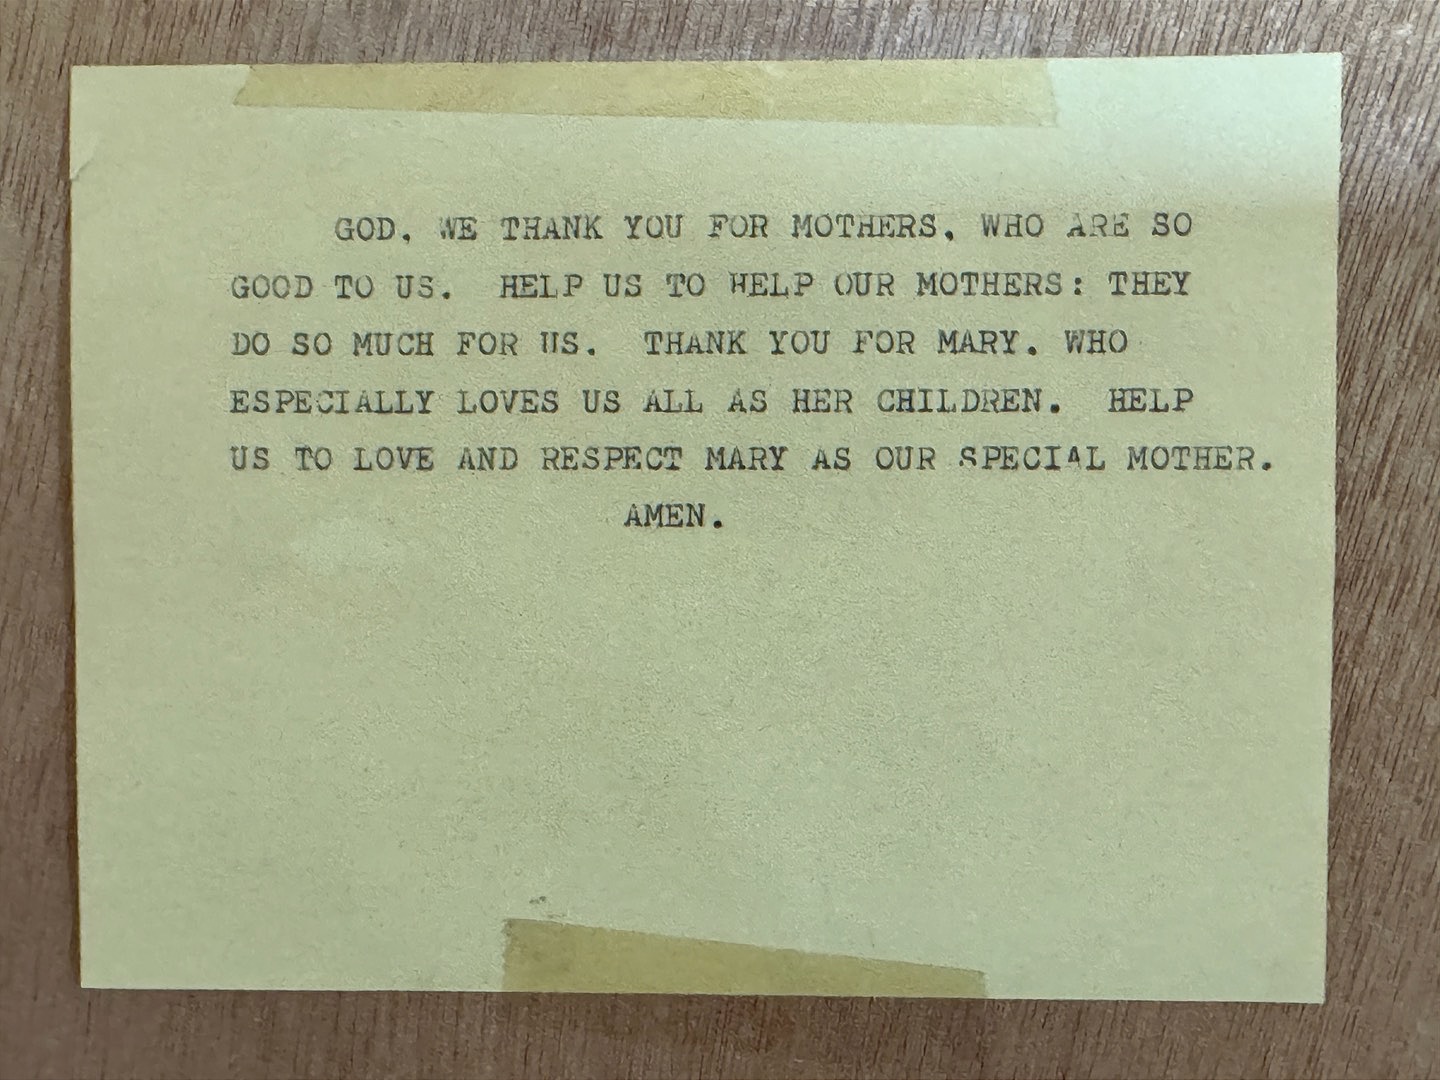 GOD, WE THANK YOU FOR MOTHERS, WHO ARE SO
GOOD TO US.  HELP US TO HELP OUR MOTHERS: THEY
DO SO MUCH FOR US.  THANK YOU FOR MARY, WHO
ESPECIALLY LOVES US ALL AS HER CHILDREN.  HELP
US TO LOVE AND RESPECT MARY AS OUR SPECIAL MOTHER.
AMEN.